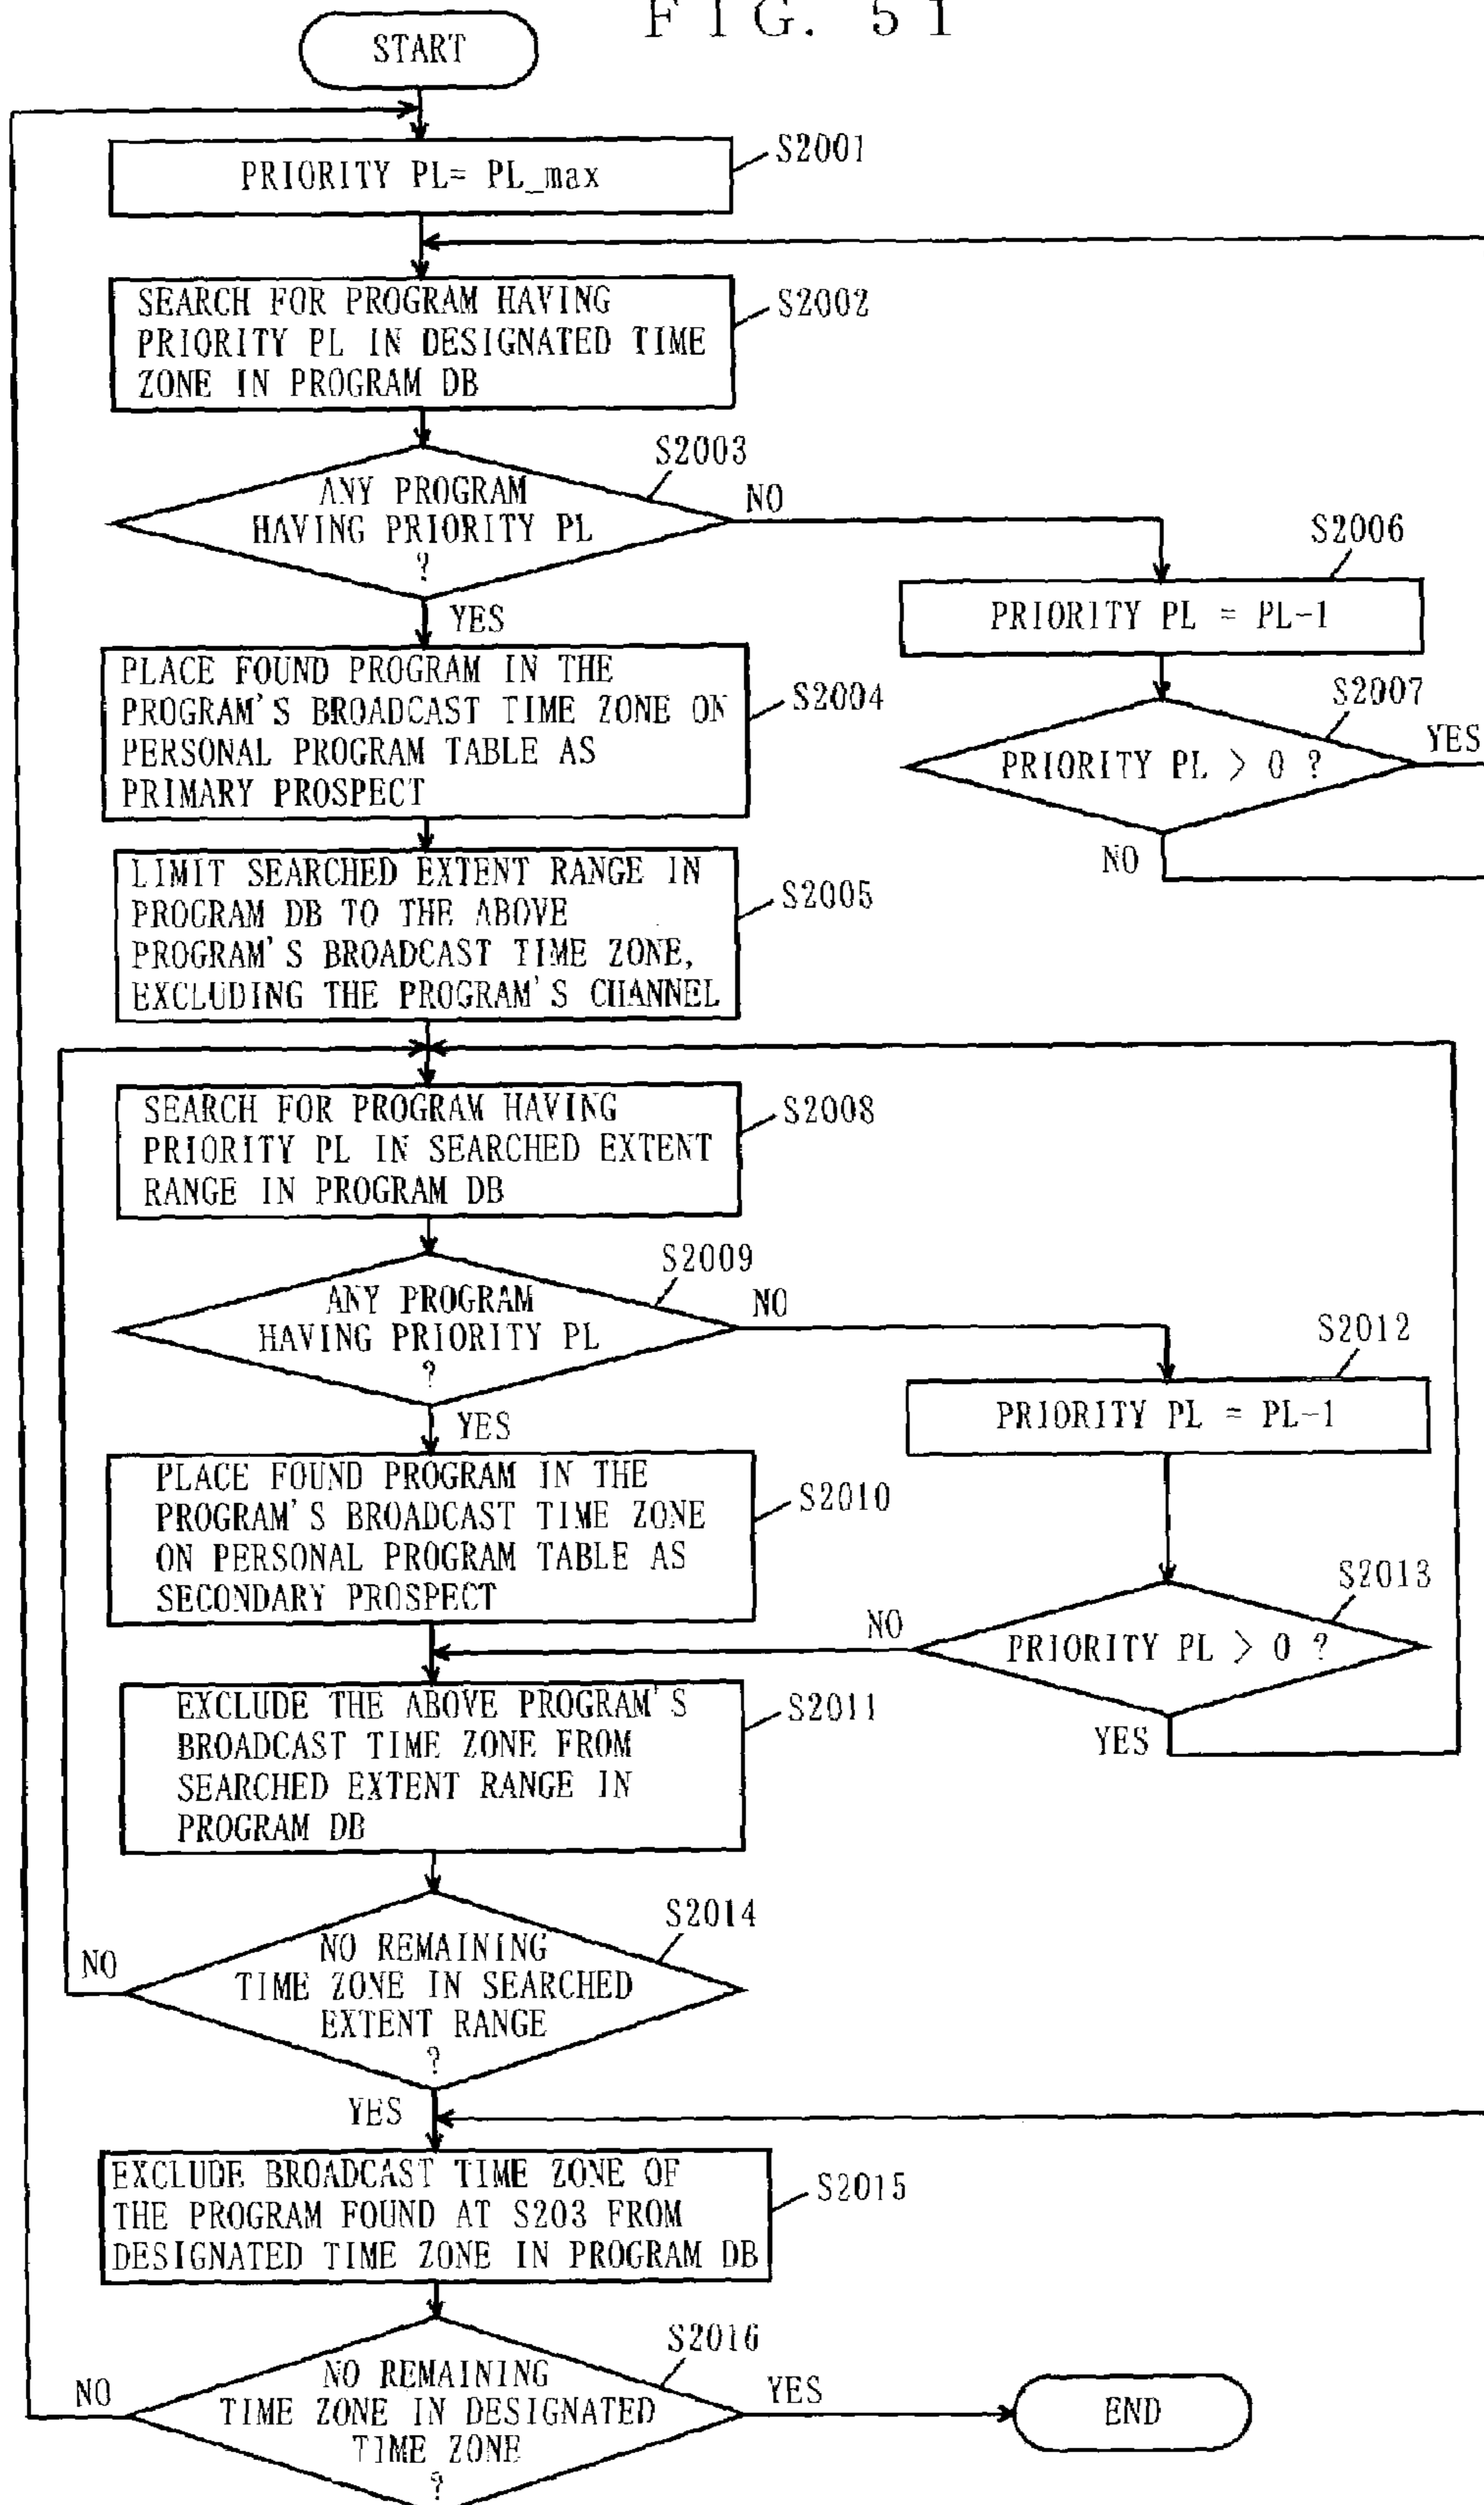 FIG. 51
START
PRIORITY PL= PL_max
S2001
SEARCH FOR PROGRAM HAVING
PRIORITY PL IN DESIGNATED TIME
ZONE IN PROGRAM DB
S2002
S2003
ANY PROGRAM
HAVING PRIORITY PL
?
NO
YES
S2006
PRIORITY PL = PL-1
S2007
PRIORITY PL > 0 ?
YES
NO
PLACE FOUND PROGRAM IN THE
PROGRAM'S BROADCAST TIME ZONE ON
PERSONAL PROGRAM TABLE AS
PRIMARY PROSPECT
S2004
LIMIT SEARCHED EXTENT RANGE IN
PROGRAM DB TO THE ABOVE
PROGRAM'S BROADCAST TIME ZONE,
EXCLUDING THE PROGRAM'S CHANNEL
S2005
SEARCH FOR PROGRAM HAVING
PRIORITY PL IN SEARCHED EXTENT
RANGE IN PROGRAM DB
S2008
S2009
ANY PROGRAM
HAVING PRIORITY PL
?
NO
YES
S2012
PRIORITY PL = PL-1
PLACE FOUND PROGRAM IN THE
PROGRAM'S BROADCAST TIME ZONE
ON PERSONAL PROGRAM TABLE AS
SECONDARY PROSPECT
S2010
S2013
PRIORITY PL > 0 ?
NO
YES
EXCLUDE THE ABOVE PROGRAM'S
BROADCAST TIME ZONE FROM
SEARCHED EXTENT RANGE IN
PROGRAM DB
S2011
S2014
NO REMAINING
TIME ZONE IN SEARCHED
EXTENT RANGE
?
NO
YES
EXCLUDE BROADCAST TIME ZONE OF
THE PROGRAM FOUND AT S203 FROM
DESIGNATED TIME ZONE IN PROGRAM DB
S2015
S2016
NO REMAINING
TIME ZONE IN DESIGNATED
TIME ZONE
?
NO
YES
END